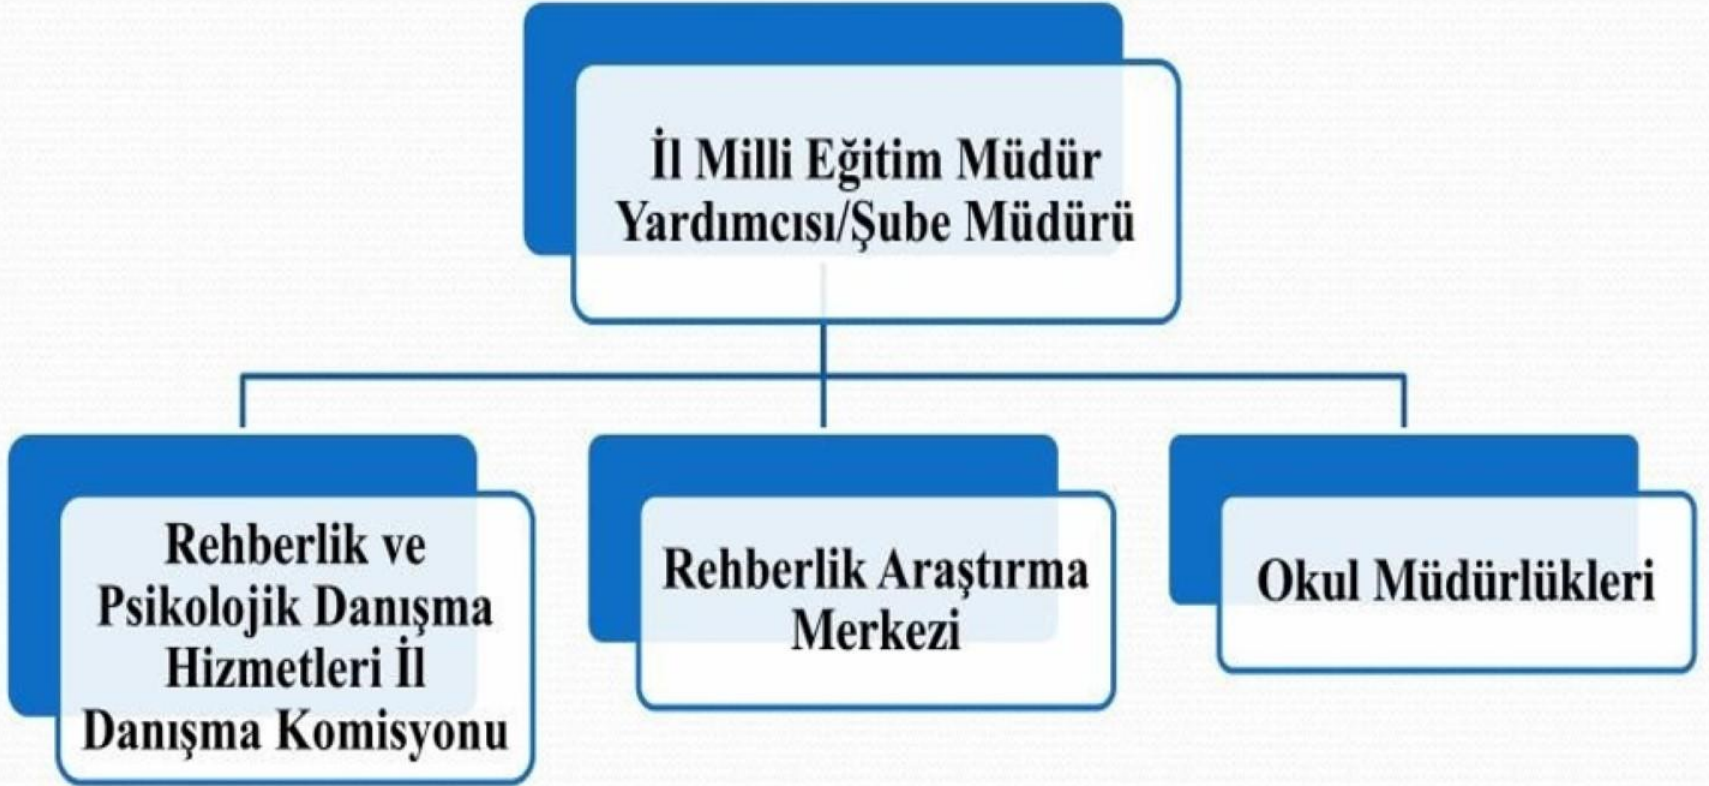 İl Milli Eğitim Müdür
Yardımcısı/Şube Müdürü
Rehberlik ve
Psikolojik Danışma
Hizmetleri İl
Danışma Komisyonu
Rehberlik Araştırma
Merkezi
Okul Müdürlükleri